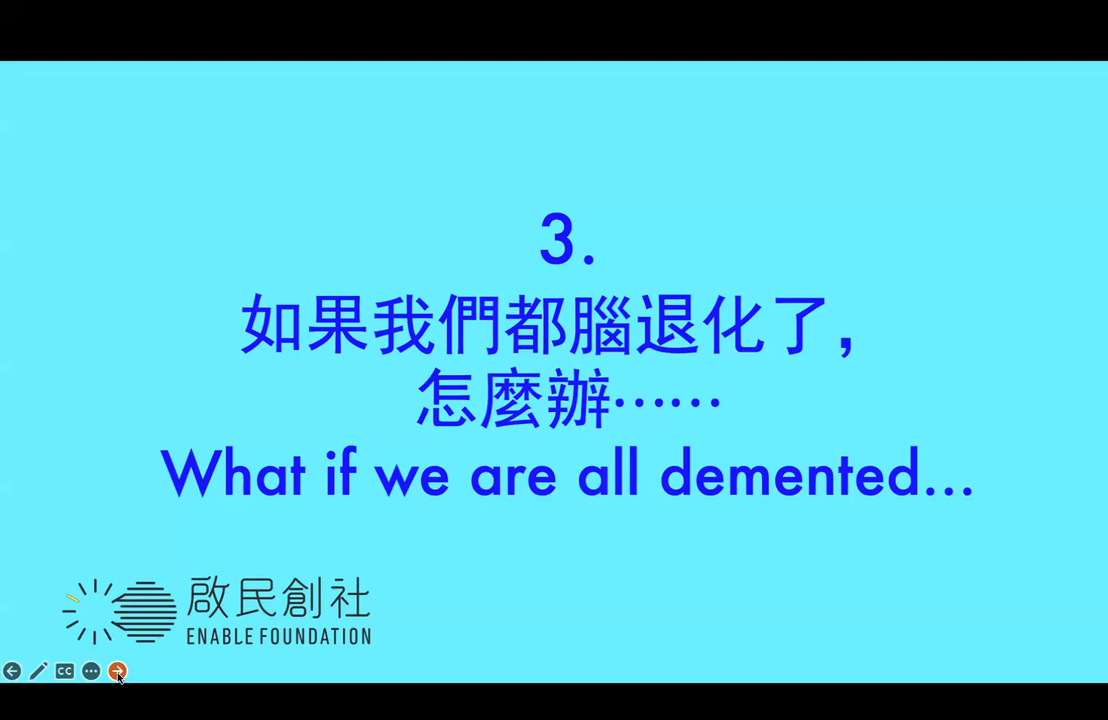 3.
如果我們都腦退化了，
怎麼辦……
What if we are all demented...
啟民創社
ENABLE FOUNDATION
CC